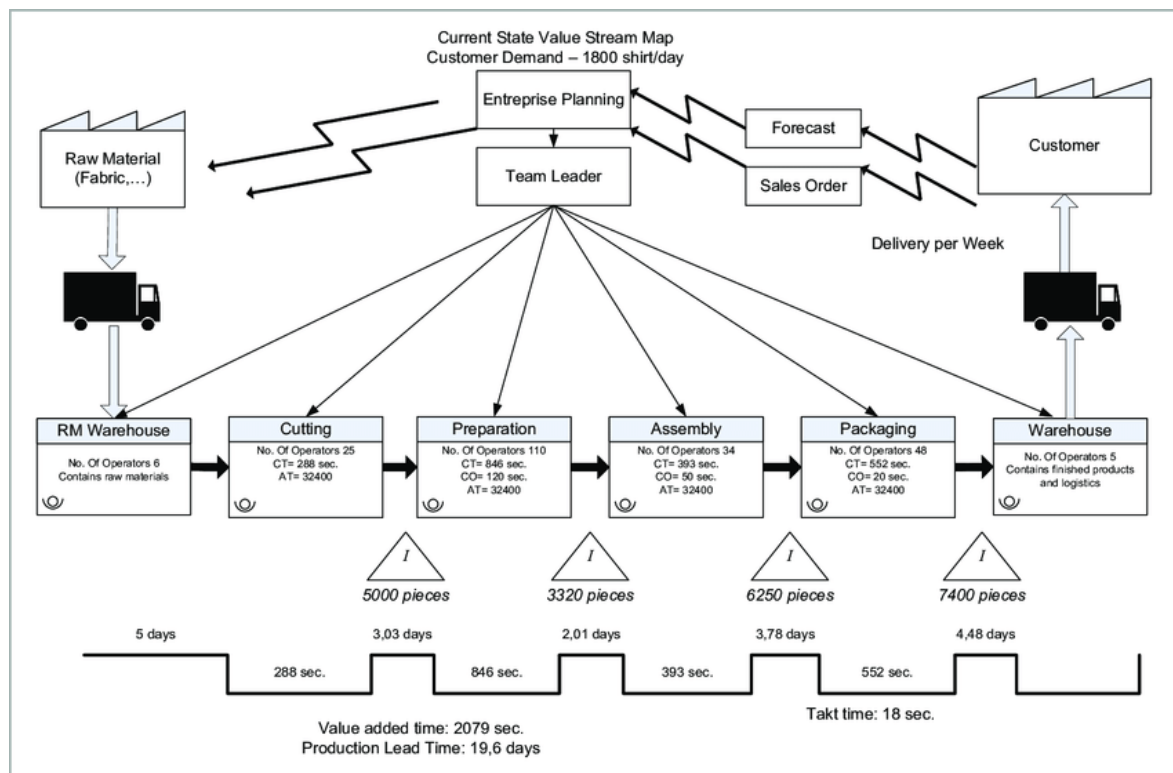 Current State Value Stream Map
Customer Demand – 1800 shirt/day
Entreprise Planning
Forecast
Customer
Raw Material
(Fabric,...)
Team Leader
Sales Order
Delivery per Week
RM Warehouse
No. Of Operators 6
Contains raw materials
Cutting
No. Of Operators 25
CT= 288 sec.
AT= 32400
Preparation
No. Of Operators 110
CT= 846 sec.
CO= 120 sec.
AT= 32400
Assembly
No. Of Operators 34
CT= 393 sec.
CO= 50 sec.
AT= 32400
Packaging
No. Of Operators 48
CT= 552 sec.
CO= 20 sec.
AT= 32400
Warehouse
No. Of Operators 5
Contains finished products
and logistics
I
5000 pieces
I
3320 pieces
I
6250 pieces
I
7400 pieces
5 days
3,03 days
2,01 days
3,78 days
4,48 days
288 sec.
846 sec.
393 sec.
552 sec.
Value added time: 2079 sec.
Production Lead Time: 19,6 days
Takt time: 18 sec.